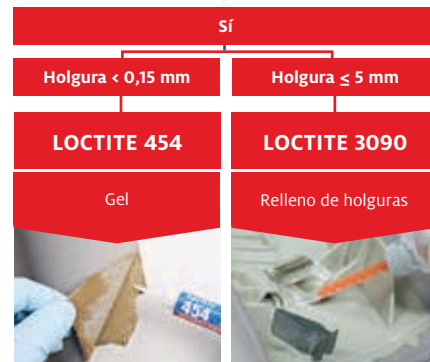 Sí
Holgura < 0,15 mm
Holgura ≤ 5 mm
LOCTITE 454
LOCTITE 3090
Gel
Relleno de holguras
454